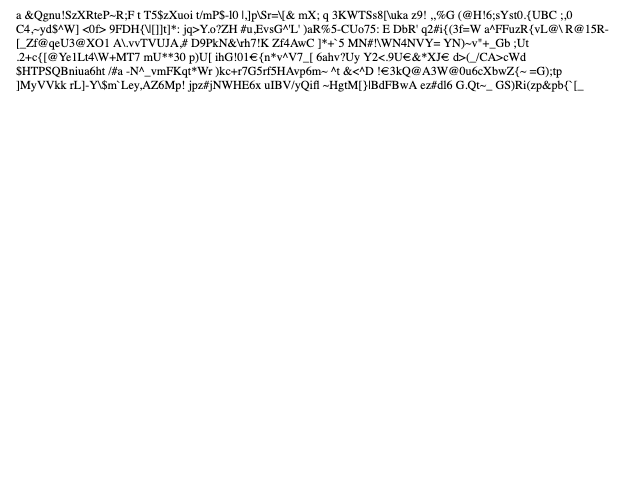 a &Qgnu!SzXRteP~R;F t T5$zXuoi t/mP$-l0 |,]p\Sr=\[& mX; q 3KWTSs8[\uka z9! ,,%G (@H!6;sYst0.{UBC ;,0
C4,~yd$^W] <0f> 9FDH{\|[]]t]*: jq>Y.o?ZH #u,EvsG^'L' )aR%5-CUo75: E DbR' q2#i{(3f=W a^FFuzR{vL@\ R@15R-
[_Zf@qeU3@XO1 A\.vvTVUJA,# D9PkN&\rh7!K Zf4AwC ]*+`5 MN#!\WN4NVY= YN)~v"+_Gb ;Ut
.2+c{[@Ye1Lt4\W+MT7 mU**30 p)U[ ihG!01€{n*v^V7_[ 6ahv?Uy Y2<.9U€&*XJ€ d>(_/CA>cWd
$HTPSQBniua6ht /#a -N^_vmFKqt*Wr )kc+r7G5rf5HAvp6m~ ^t &<^D !€3kQ@A3W@0u6cXbwZ{~ =G);tp
]MyVVkk rL]-Y\$m`Ley,AZ6Mp! jpz#jNWHE6x uIBV/yQifl ~HgtM[}lBdFBwA ez#dl6 G.Qt~_ GS)Ri(zp&pb{`[_